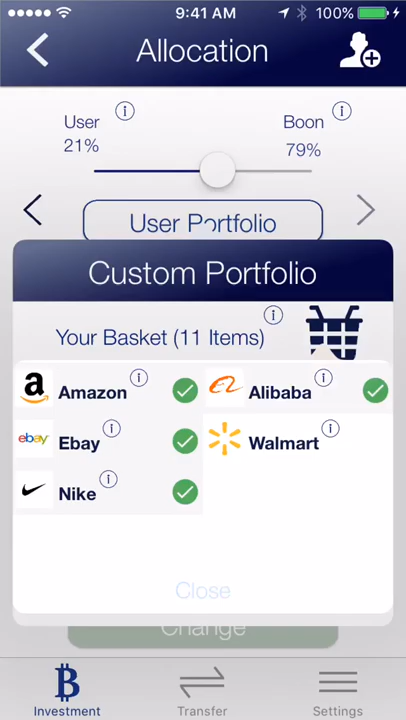 9:41 AM
100%
Allocation
User
Boon
21%
79%
User Portfolio
Custom Portfolio
Your Basket (11 Items)
a Amazon
Alibaba
ebay Ebay
Walmart
Nike
Close
Change
Investment
Transfer
Settings